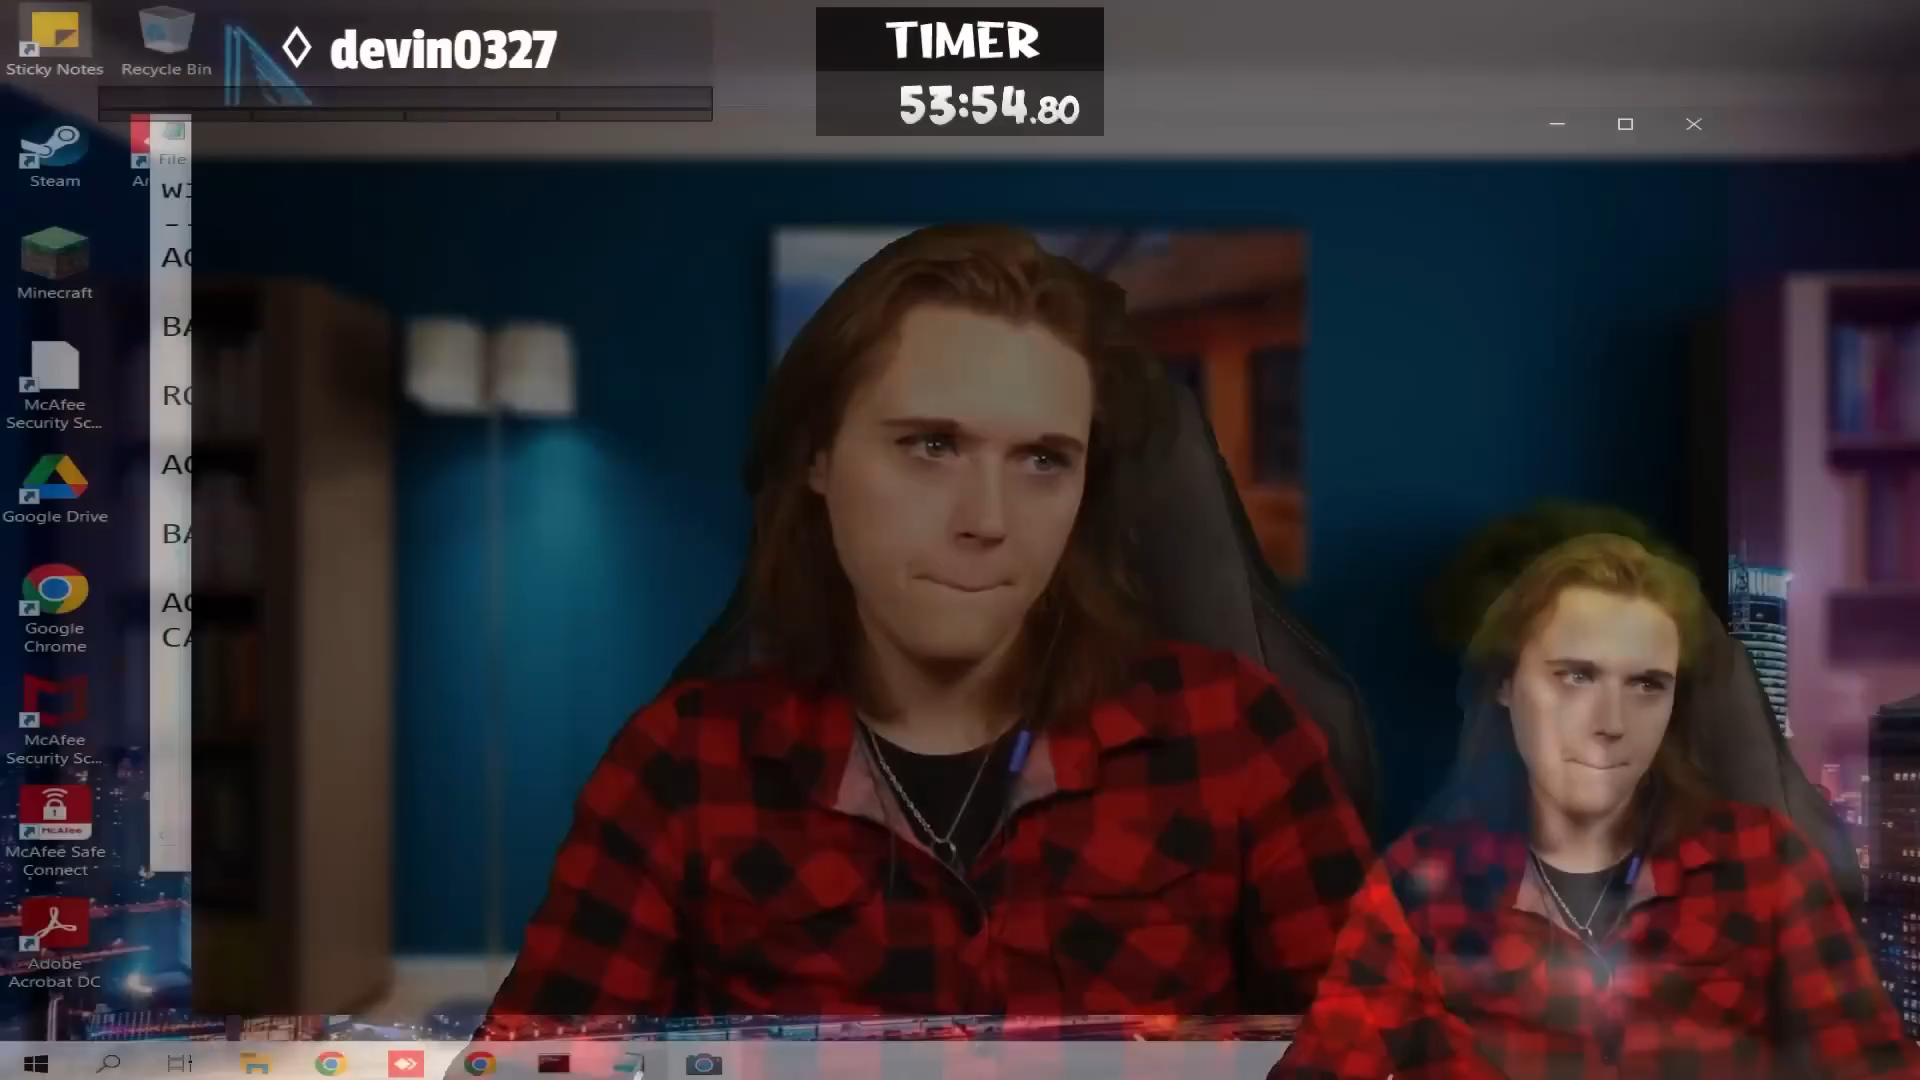 devin0327
TIMER
53:54.80
Sticky Notes
Recycle Bin
Steam
File
Minecraft
McAfee
Security Sc...
Google Drive
Google
Chrome
McAfee
Security Sc...
McAfee
McAfee Safe
Connect
Adobe
Acrobat DC